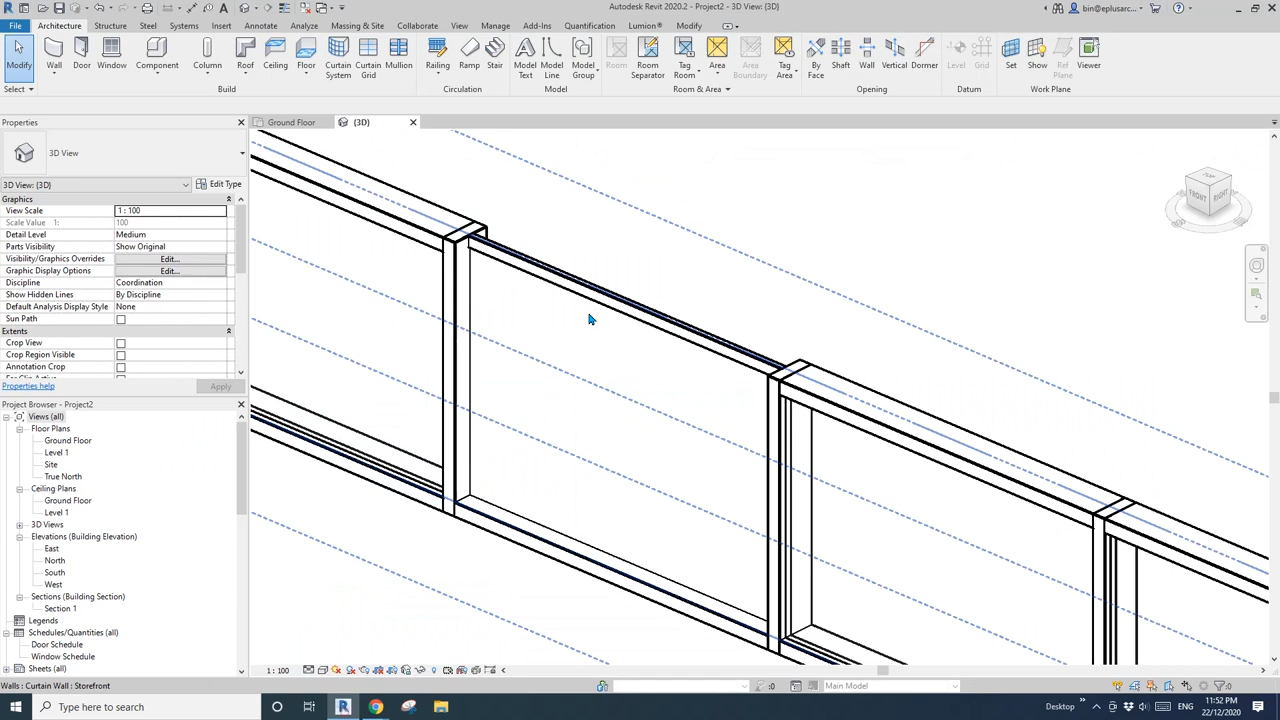 Autodesk Revit 2020.2 - Project2 - 3D View: {3D}
bin@eplusarc...
File Architecture Structure Steel Systems Insert Annotate Analyze Massing & Site Collaborate View Manage Add-Ins Quantification Lumion® Modify
Modify Wall Door Window Component Column Roof Ceiling Floor Curtain System Curtain Grid Mullion Railing Ramp Stair Model Text Model Line Model Group Room Room Separator Tag Room Area Area Boundary Tag Area By Face Shaft Wall Vertical Dormer Level Grid Set Show Ref Plane Viewer
Select Build Circulation Model Room & Area Opening Datum Work Plane
Properties
Ground Floor
{3D}
3D View
3D View: {3D}
Edit Type
Graphics
View Scale 1 : 100
Scale Value 1: 100
Detail Level Medium
Parts Visibility Show Original
Visibility/Graphics Overrides Edit...
Graphic Display Options Edit...
Discipline Coordination
Show Hidden Lines By Discipline
Default Analysis Display Style None
Sun Path
Extents
Crop View
Crop Region Visible
Annotation Crop
Properties help
Apply
Project Browser - Project2
Views (all)
Floor Plans
Ground Floor
Level 1
Site
True North
Ceiling Plans
Ground Floor
Level 1
3D Views
Elevations (Building Elevation)
East
North
South
West
Sections (Building Section)
Section 1
Legends
Schedules/Quantities (all)
Door Schedule
Window Schedule
Sheets (all)
TOP
FRONT
RIGHT
1 : 100
Walls : Curtain Wall : Storefront
:0
Main Model
:0
Type here to search
Desktop
ENG
11:52 PM
22/12/2020